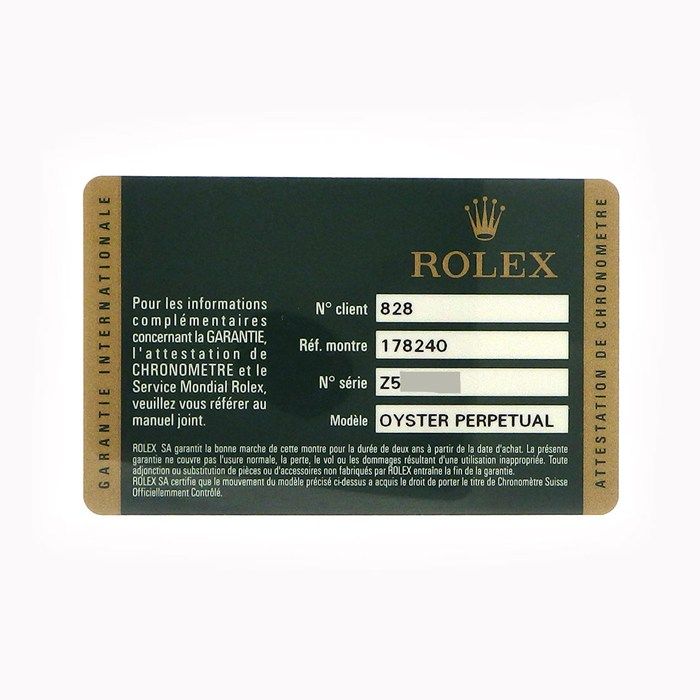 GARANTIE INTERNATIONALE
ROLEX
Pour les informations
complémentaires
concernant la GARANTIE,
l'attestation de
CHRONOMETRE et le
Service Mondial Rolex,
veuillez vous référer au
manuel joint.
N° client 828
Réf. montre 178240
N° série Z5
Modèle OYSTER PERPETUAL
ROLEX SA garantit la bonne marche de cette montre pour la durée de deux ans à partir de la date d'achat. La présente
garantie ne couvre pas l'usure normale, la perte, le vol ou les dommages résultant d'une utilisation inappropriée. Toute
adjonction ou substitution de pièces ou d'accessoires non fabriqués par ROLEX entraîne la fin de la garantie.
ROLEX SA certifie que le mouvement du modèle précisé ci-dessus a acquis le droit de porter le titre de Chronomètre Suisse
Officiellement Contrôlé.
ATTESTATION DE CHRONOMETRE